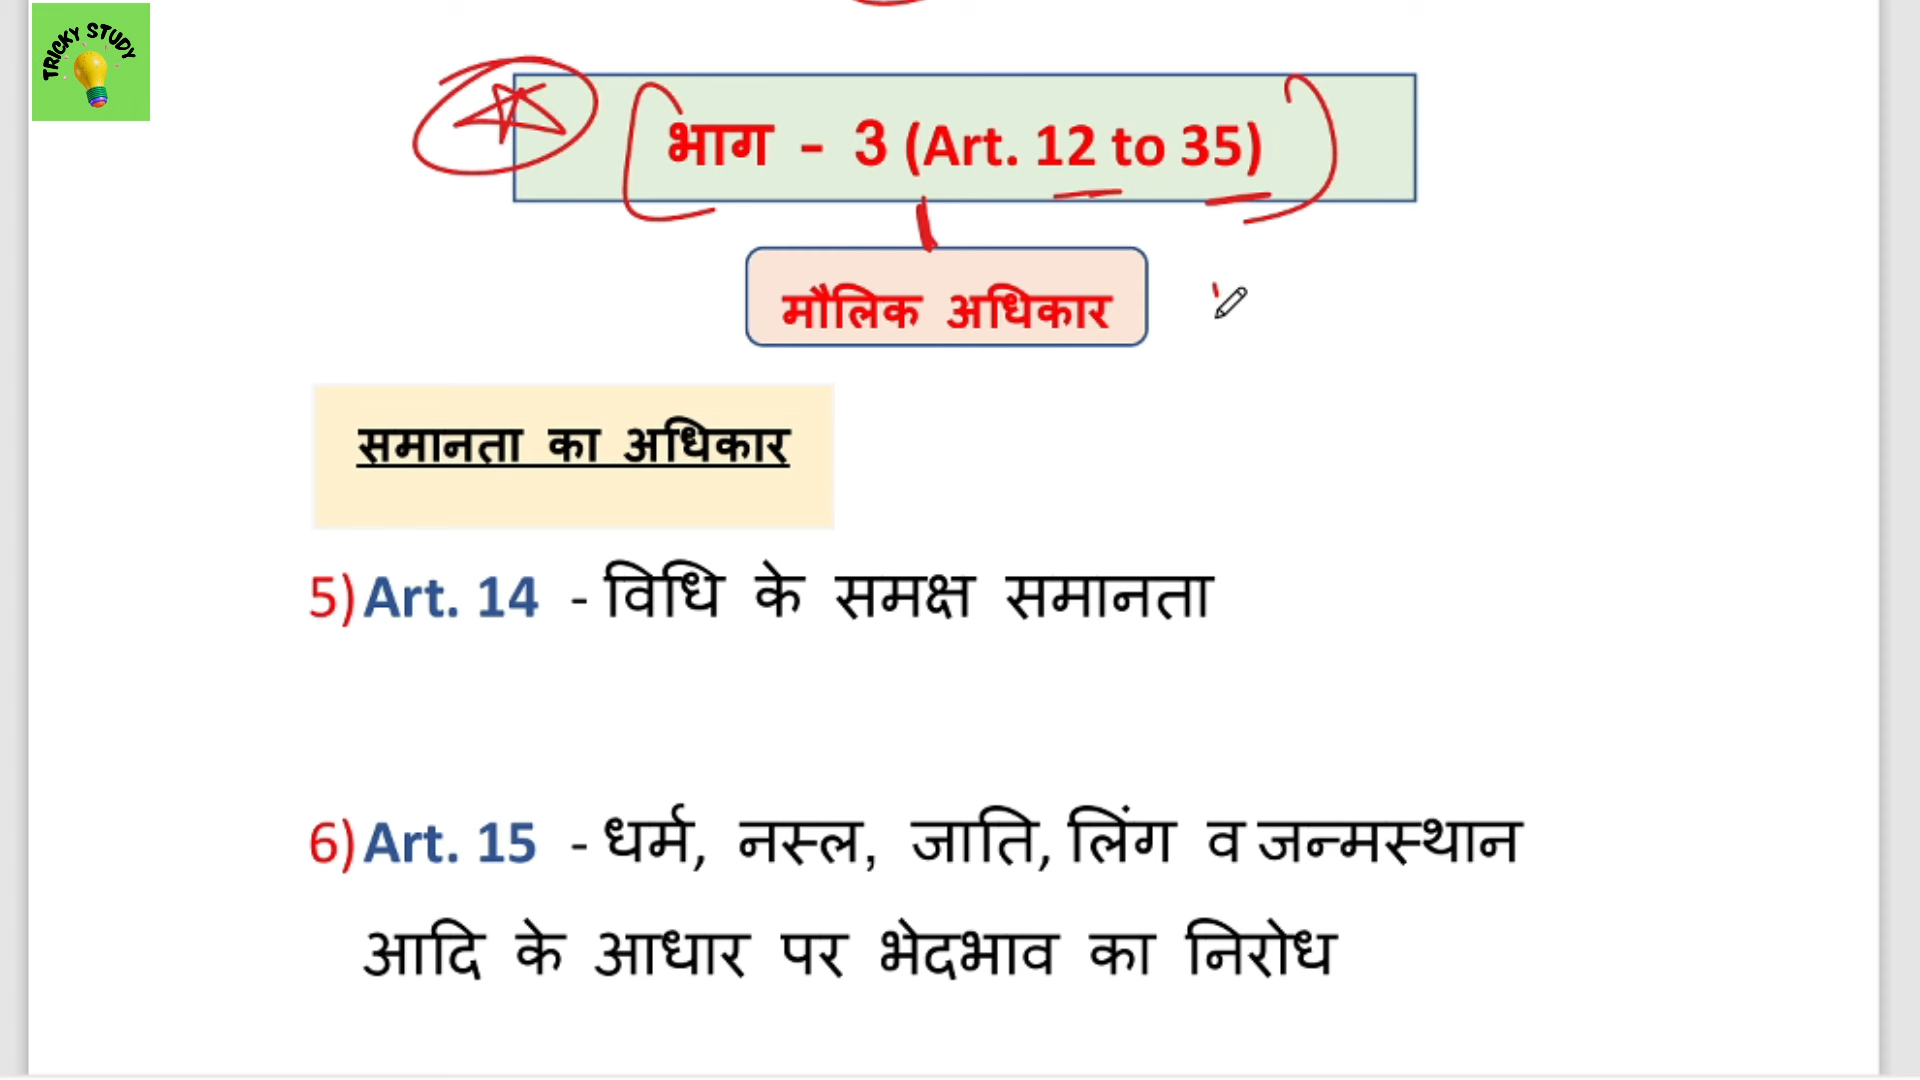 TRICKY STUDY
भाग - 3 (Art. 12 to 35)
मौलिक अधिकार
समानता का अधिकार
5) Art. 14 - विधि के समक्ष समानता
6) Art. 15 - धर्म, नस्ल, जाति, लिंग व जन्मस्थान
आदि के आधार पर भेदभाव का निरोध